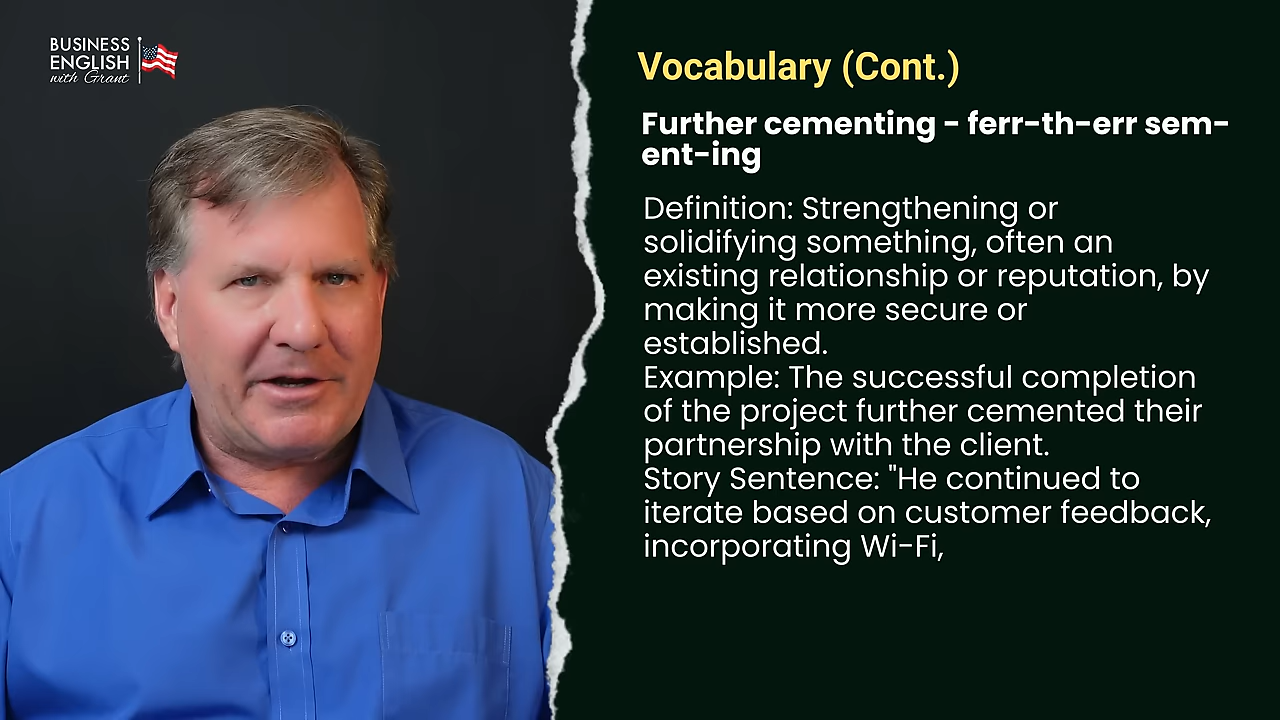 BUSINESS
ENGLISH
with Grant
Vocabulary (Cont.)
Further cementing - ferr-th-err sem-
ent-ing
Definition: Strengthening or
solidifying something, often an
existing relationship or reputation, by
making it more secure or
established.
Example: The successful completion
of the project further cemented their
partnership with the client.
Story Sentence: "He continued to
iterate based on customer feedback,
incorporating Wi-Fi,